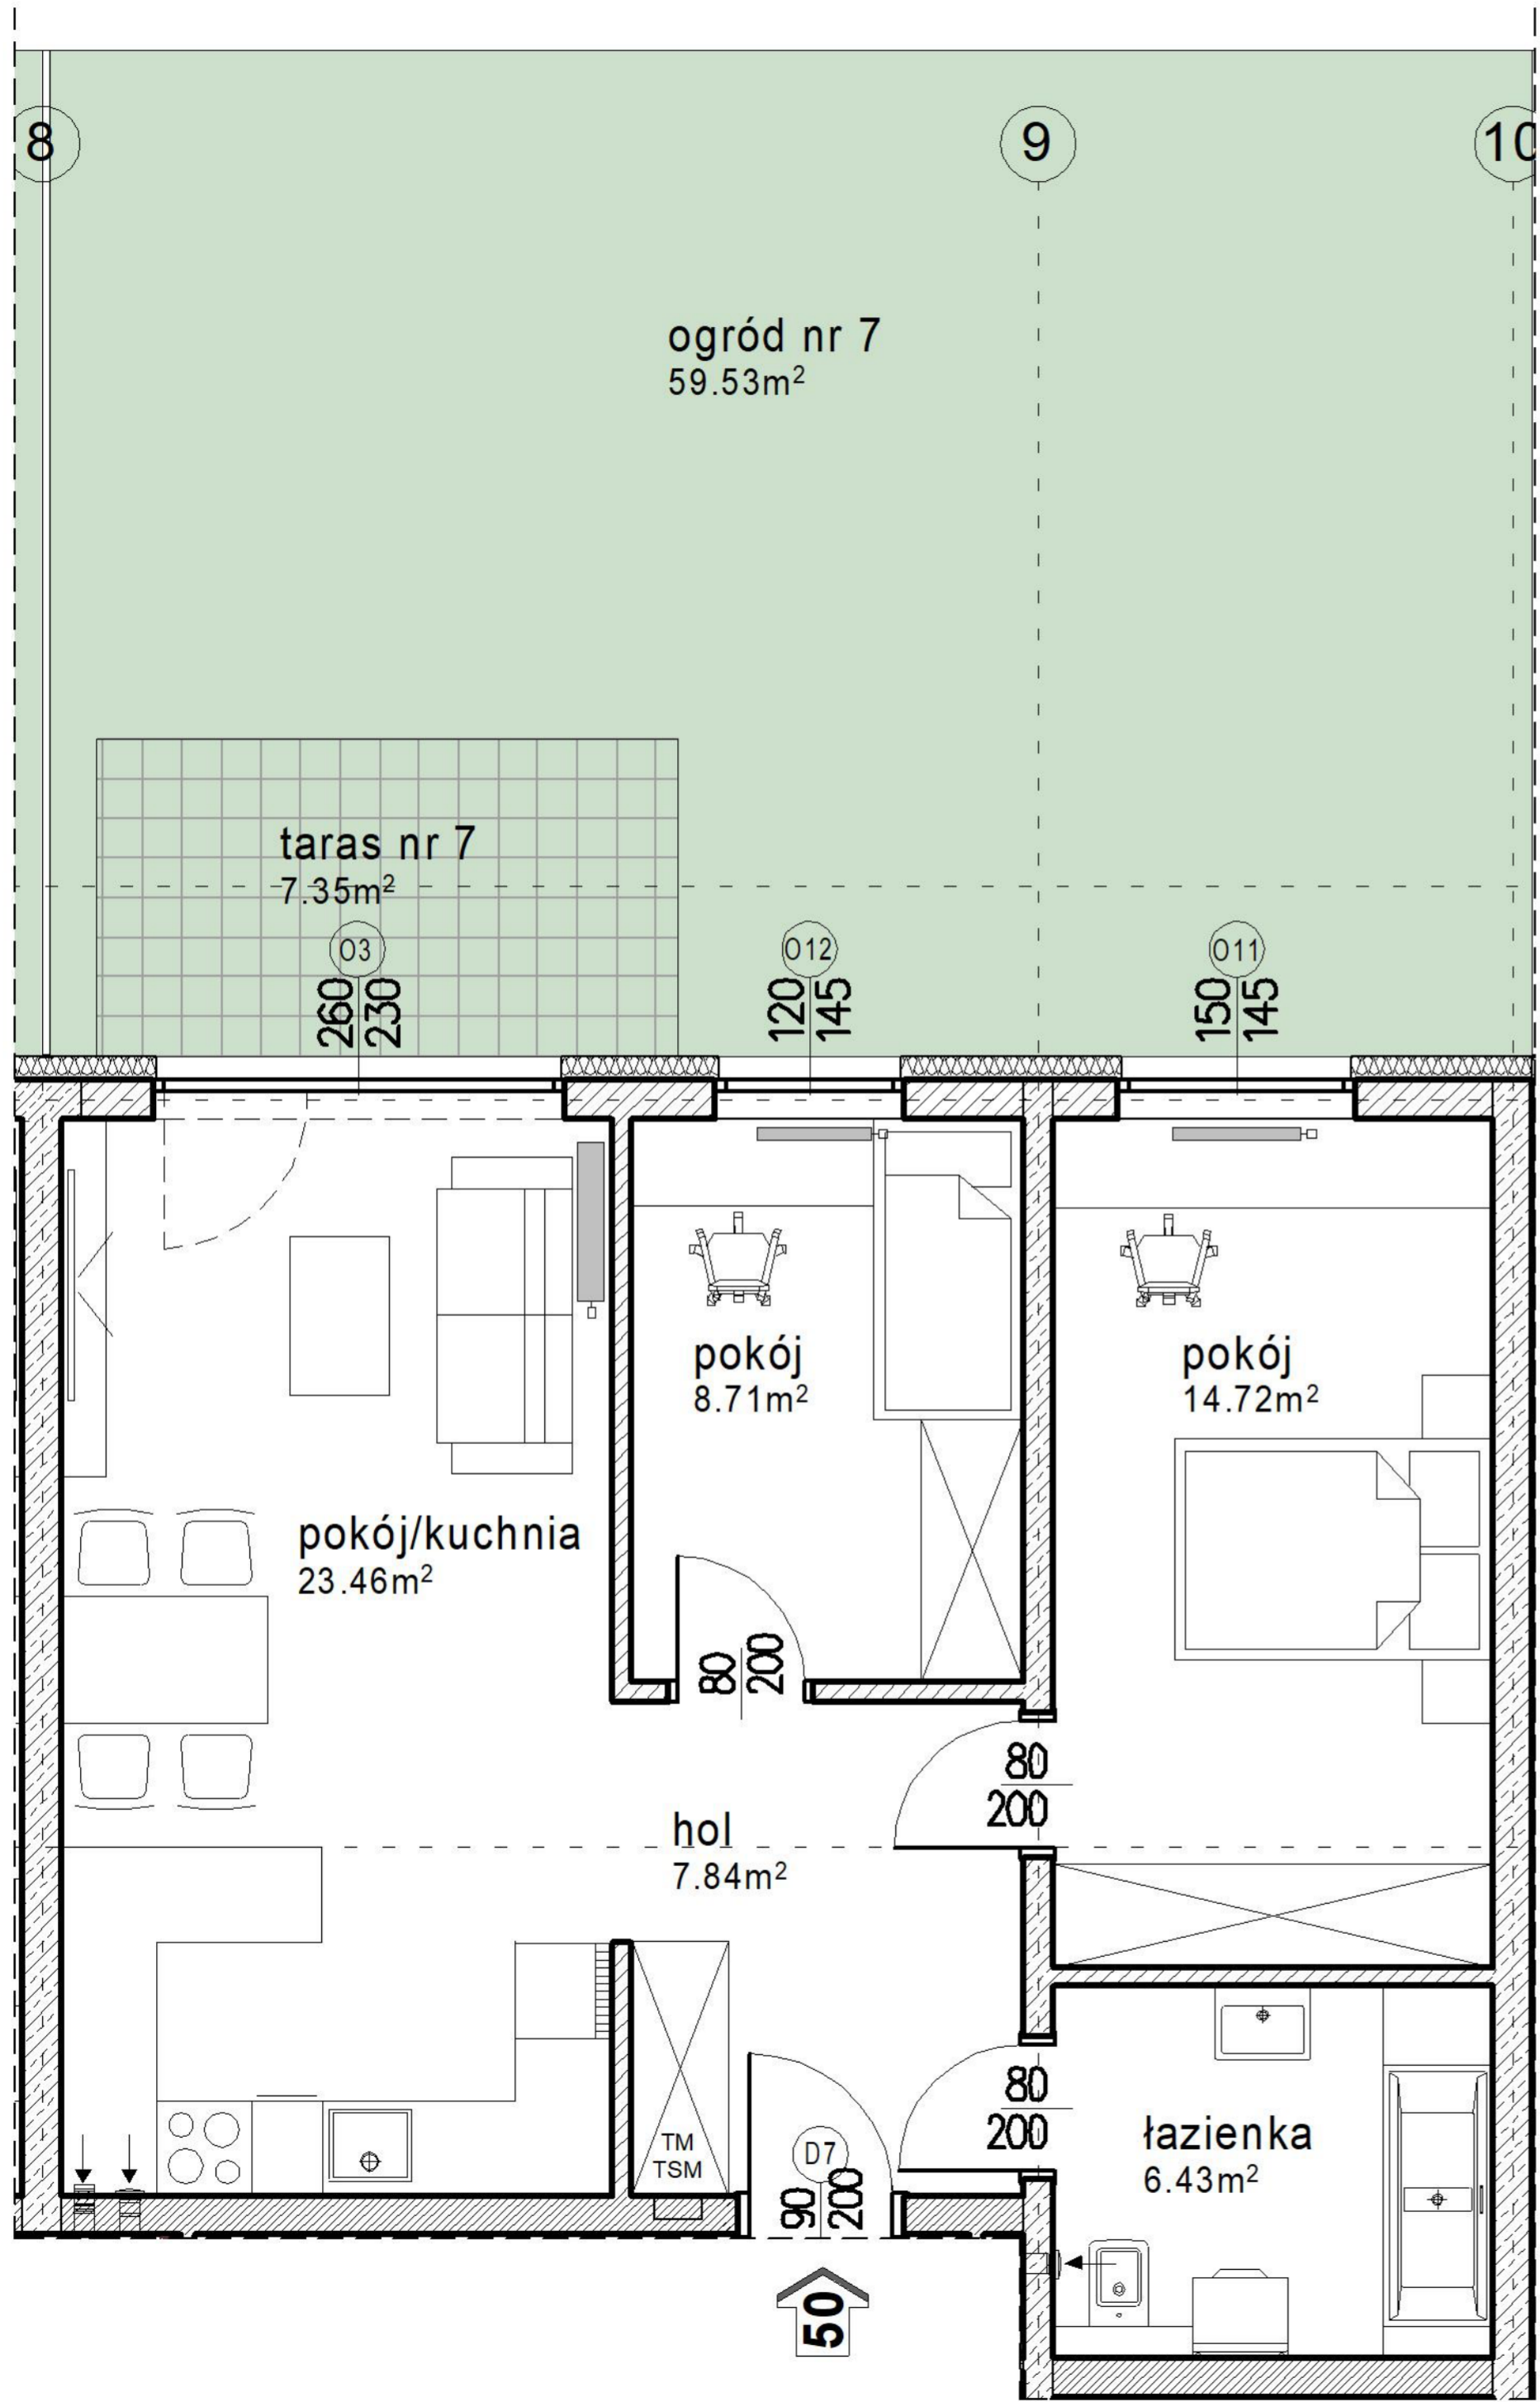 8
9
10
ogród nr 7
59.53m²
taras nr 7
7.35m²
O3
260
230
O12
120
145
O11
150
145
pokój
8.71m²
pokój
14.72m²
pokój/kuchnia
23.46m²
80
200
80
200
hol
7.84m²
80
200
łazienka
6.43m²
TM
TSM
D7
90
200
50